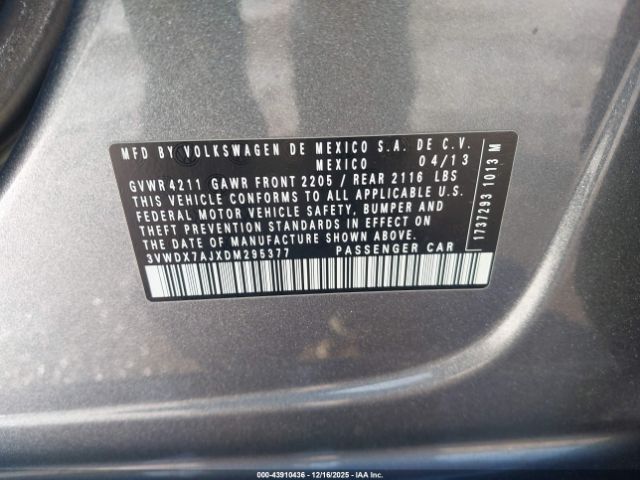 MFD BY VOLKSWAGEN DE MEXICO S.A. DE C.V.
MEXICO 04/13
GVWR 4211 GAWR FRONT 2205 / REAR 2116 LBS
THIS VEHICLE CONFORMS TO ALL APPLICABLE U.S.
FEDERAL MOTOR VEHICLE SAFETY, BUMPER AND
THEFT PREVENTION STANDARDS IN EFFECT ON
THE DATE OF MANUFACTURE SHOWN ABOVE.
3VWDX7AJXDM295377 PASSENGER CAR
1737293 1013 M
000-43910436 - 12/16/2025 - IAA Inc.